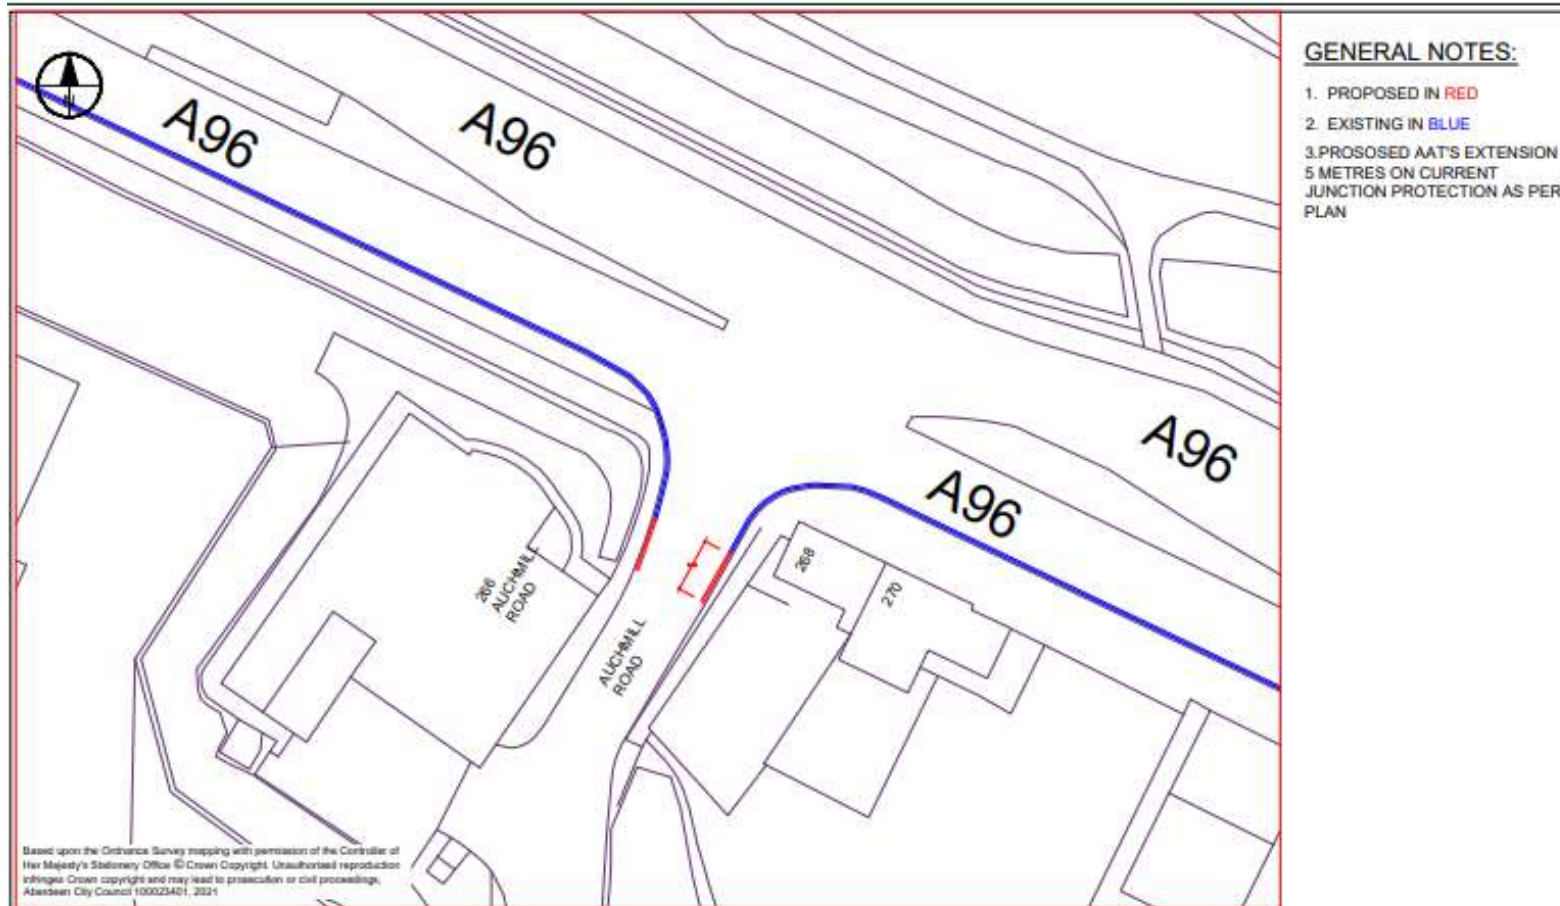 GENERAL NOTES:
1. PROPOSED IN RED
2. EXISTING IN BLUE
3.PROSOSED AAT'S EXTENSION
5 METRES ON CURRENT
JUNCTION PROTECTION AS PER
PLAN
N
A96
A96
A96
A96
266
AUCHMILL
ROAD
268
270
AUCHMILL
ROAD
Based upon the Ordnance Survey mapping with permission of the Controller of
Her Majesty's Stationery Office © Crown Copyright. Unauthorised reproduction
infringes Crown copyright and may lead to prosecution or civil proceedings,
Aberdeen City Council 100023401, 2021